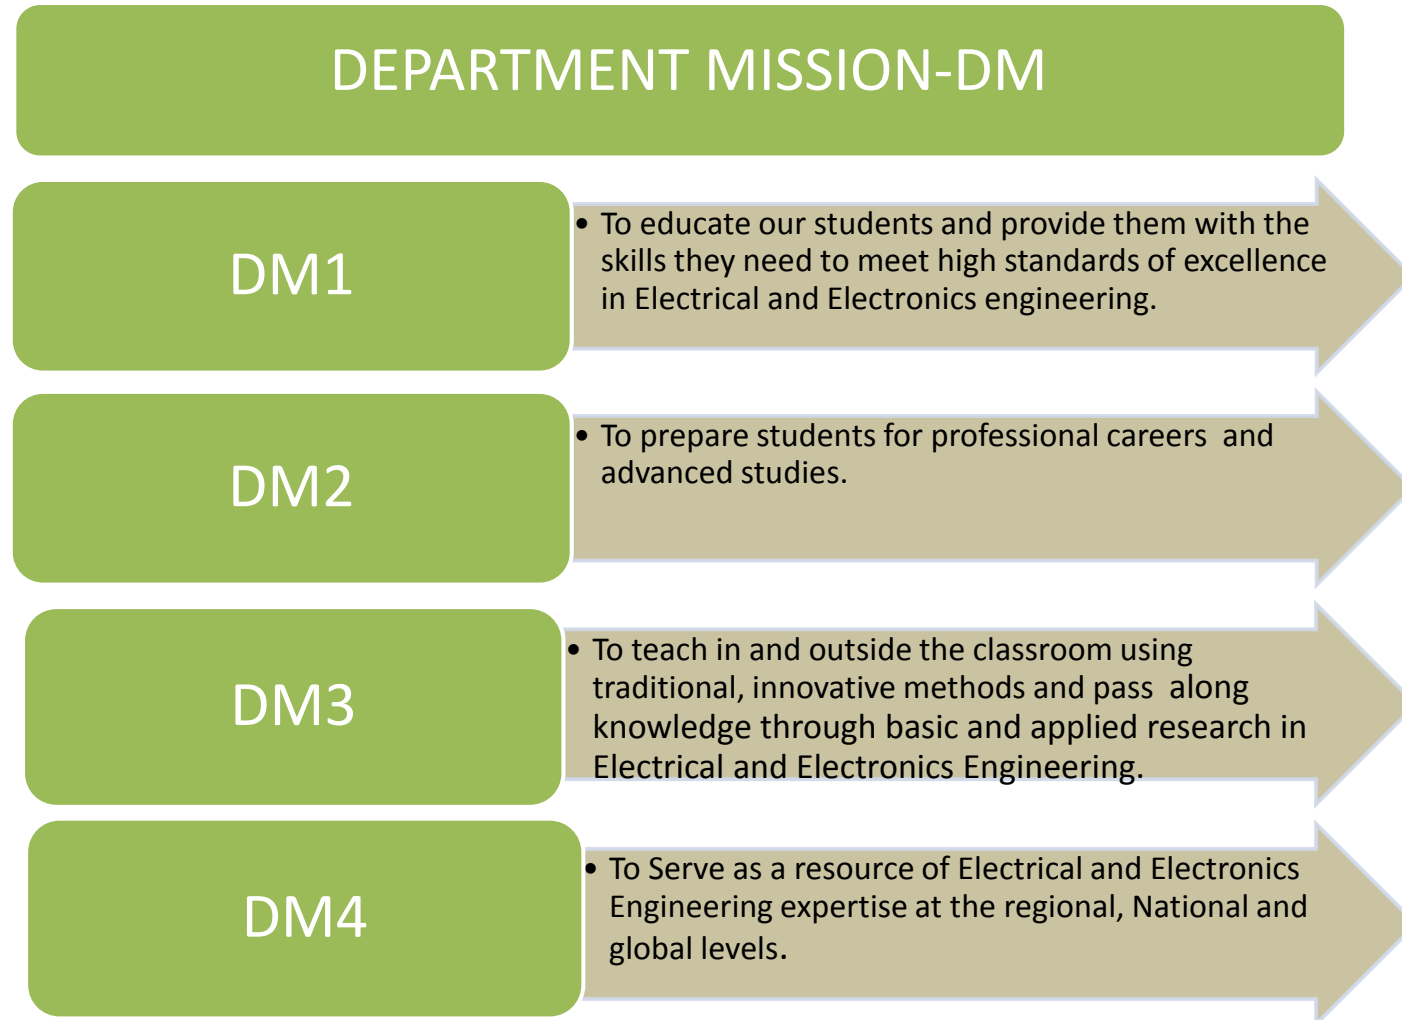 DEPARTMENT MISSION-DM
DM1
• To educate our students and provide them with the
skills they need to meet high standards of excellence
in Electrical and Electronics engineering.
DM2
• To prepare students for professional careers  and
advanced studies.
DM3
• To teach in and outside the classroom using
traditional, innovative methods and pass  along
knowledge through basic and applied research in
Electrical and Electronics Engineering.
DM4
• To Serve as a resource of Electrical and Electronics
Engineering expertise at the regional, National and
global levels.